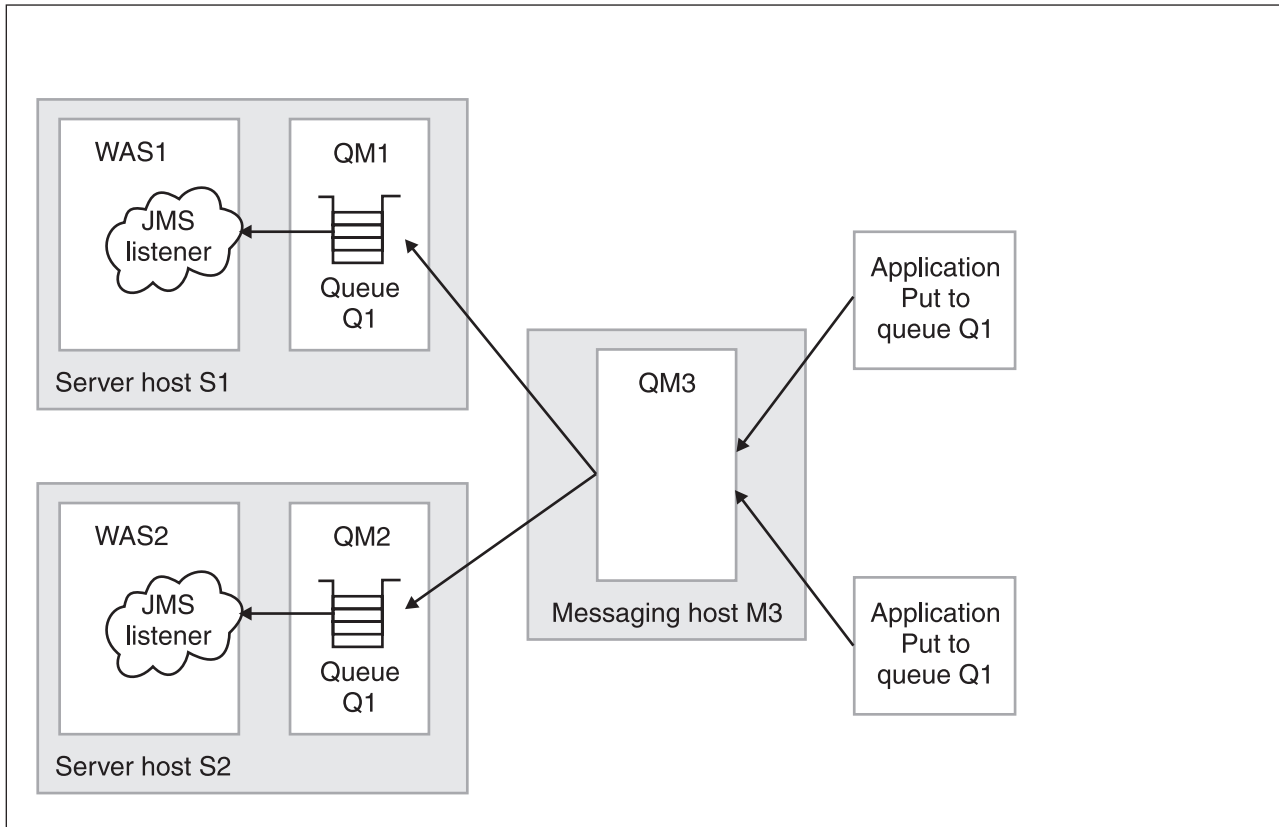 WAS1
JMS
listener
QM1
Queue
Q1
Server host S1
WAS2
JMS
listener
QM2
Queue
Q1
Server host S2
QM3
Messaging host M3
Application
Put to
queue Q1
Application
Put to
queue Q1